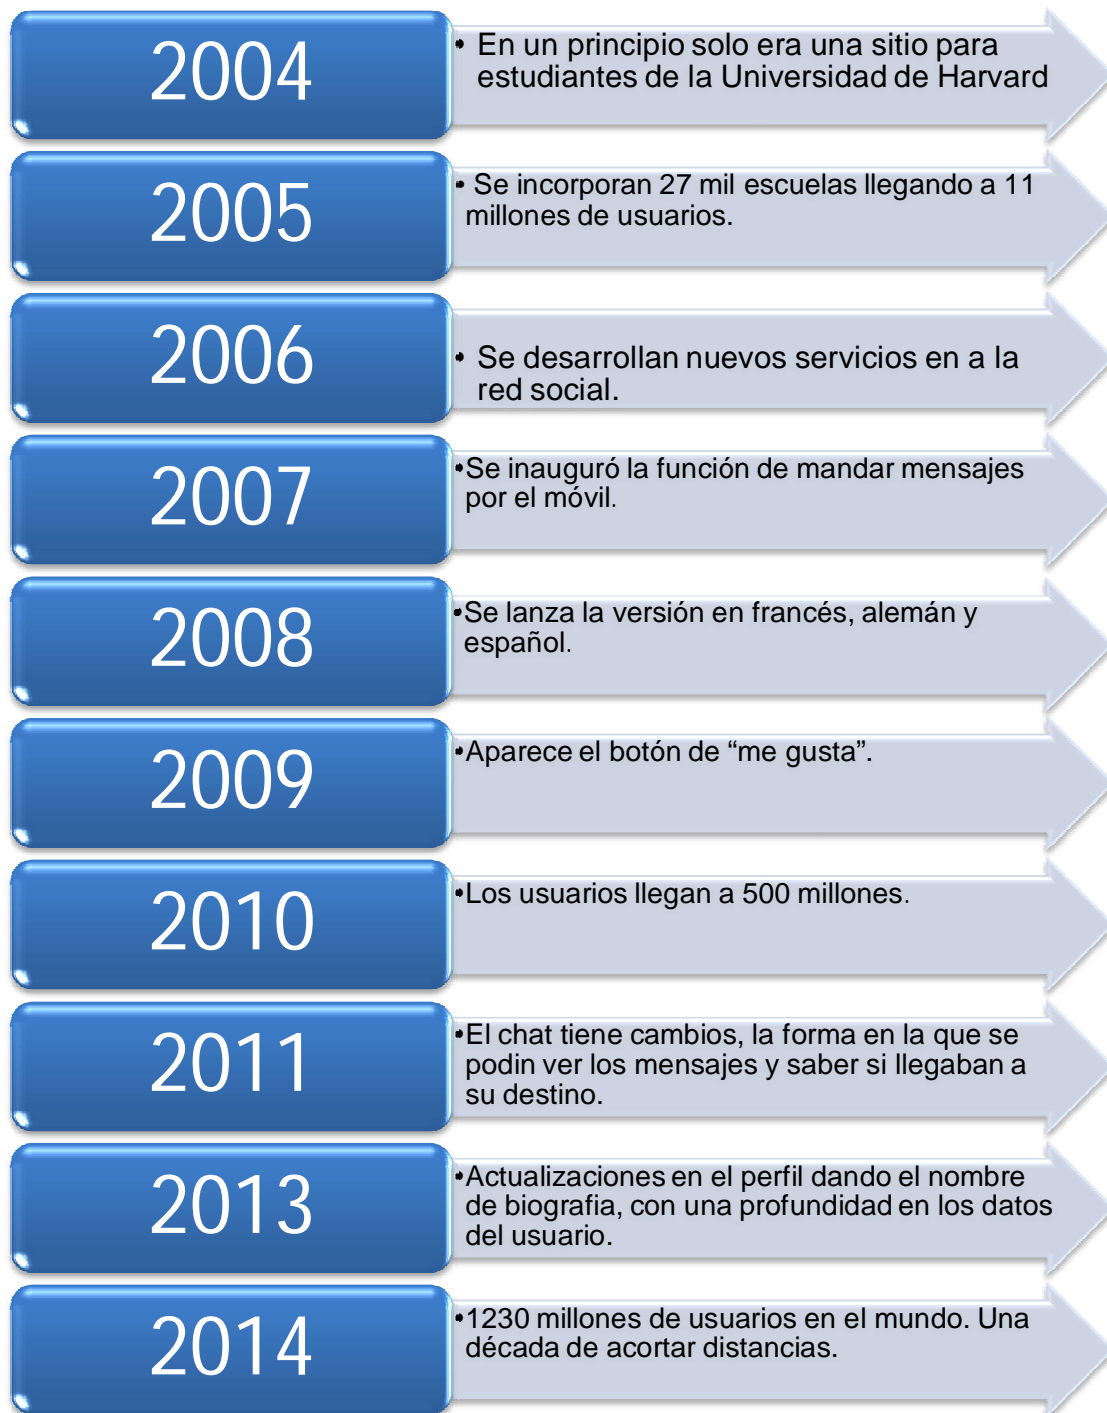 2004
• En un principio solo era una sitio para
estudiantes de la Universidad de Harvard
2005
• Se incorporan 27 mil escuelas llegando a 11
millones de usuarios.
2006
• Se desarrollan nuevos servicios en a la
red social.
2007
•Se inauguró la función de mandar mensajes
por el móvil.
2008
•Se lanza la versión en francés, alemán y
español.
2009
•Aparece el botón de “me gusta”.
2010
•Los usuarios llegan a 500 millones.
2011
•El chat tiene cambios, la forma en la que se
podin ver los mensajes y saber si llegaban a
su destino.
2013
•Actualizaciones en el perfil dando el nombre
de biografia, con una profundidad en los datos
del usuario.
2014
•1230 millones de usuarios en el mundo. Una
década de acortar distancias.